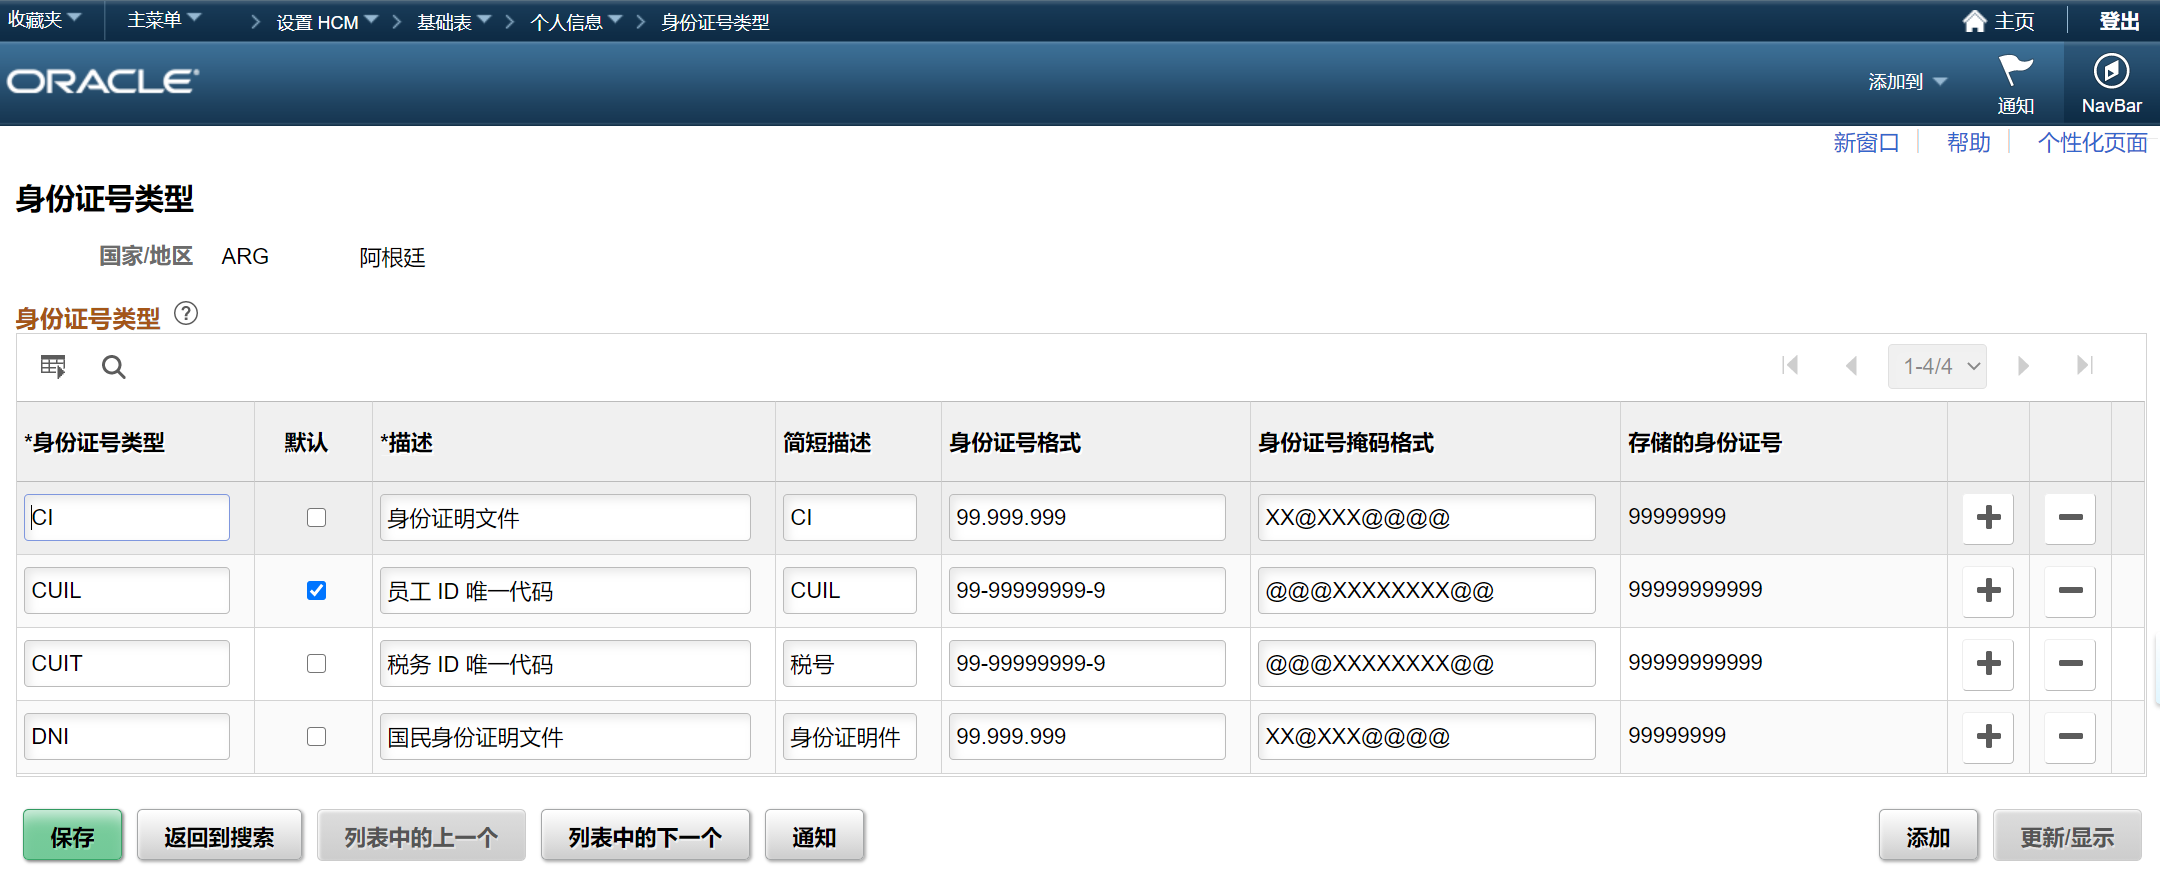 收藏夹 主菜单 设置 HCM 基础表 个人信息 身份证号类型 主页 登出
ORACLE® 添加到 通知 NavBar
新窗口 帮助 个性化页面
身份证号类型
国家/地区 ARG 阿根廷
身份证号类型 ?
1-4/4
*身份证号类型 默认 *描述 简短描述 身份证号格式 身份证号掩码格式 存储的身份证号
CI 身份证明文件 CI 99.999.999 XX@XXX@@@@ 99999999
CUIL 员工 ID 唯一代码 CUIL 99-99999999-9 @@@XXXXXXXX@@ 99999999999
CUIT 税务 ID 唯一代码 税号 99-99999999-9 @@@XXXXXXXX@@ 99999999999
DNI 国民身份证明文件 身份证明件 99.999.999 XX@XXX@@@@ 99999999
保存 返回到搜索 列表中的上一个 列表中的下一个 通知 添加 更新/显示